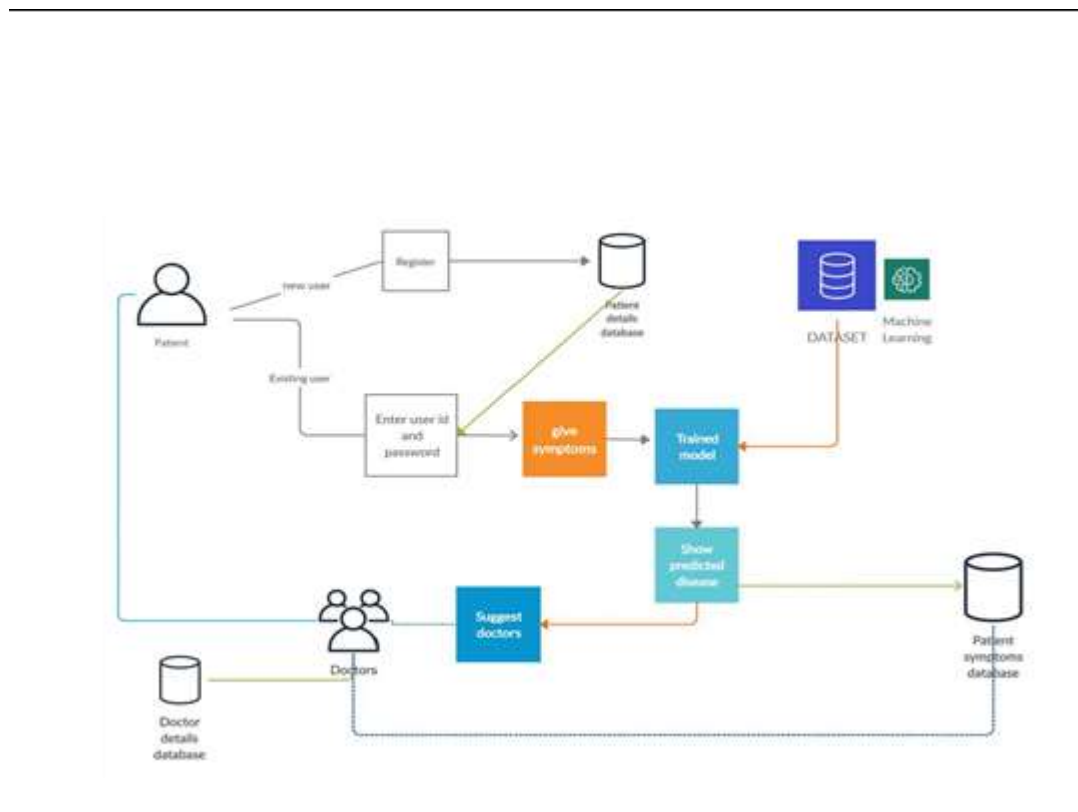 Register
new user
Patient
details
database
Patient
DATASET
Machine
Learning
Existing user
Enter user id
and
password
give
symptoms
Trained
model
Show
predicted
disease
Suggest
doctors
Doctors
Patient
symptoms
database
Doctor
details
database